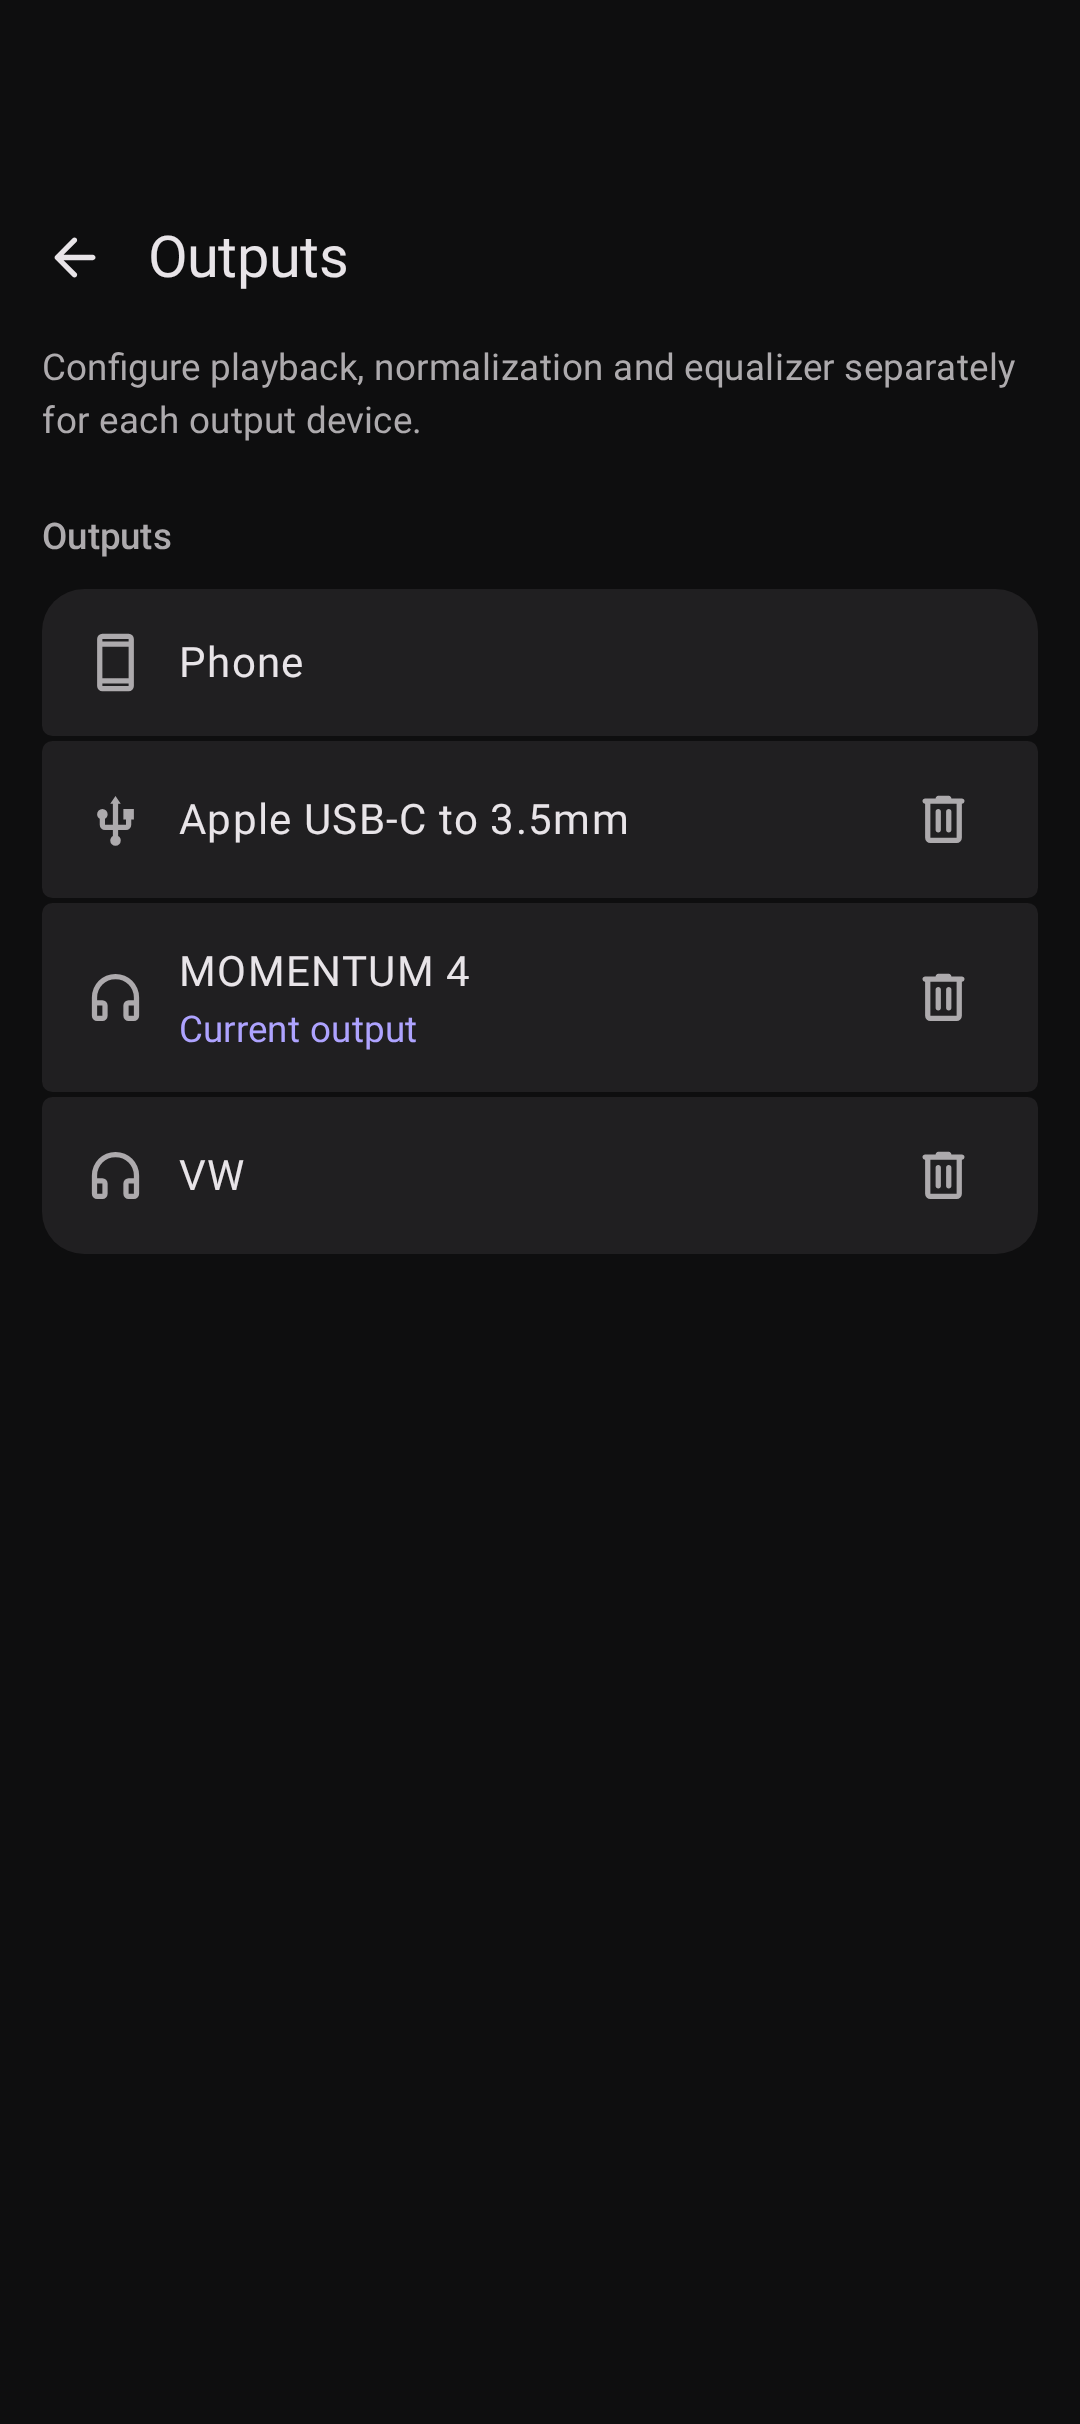 Outputs
Configure playback, normalization and equalizer separately
for each output device.
Outputs
Phone
Apple USB-C to 3.5mm
MOMENTUM 4
Current output
VW